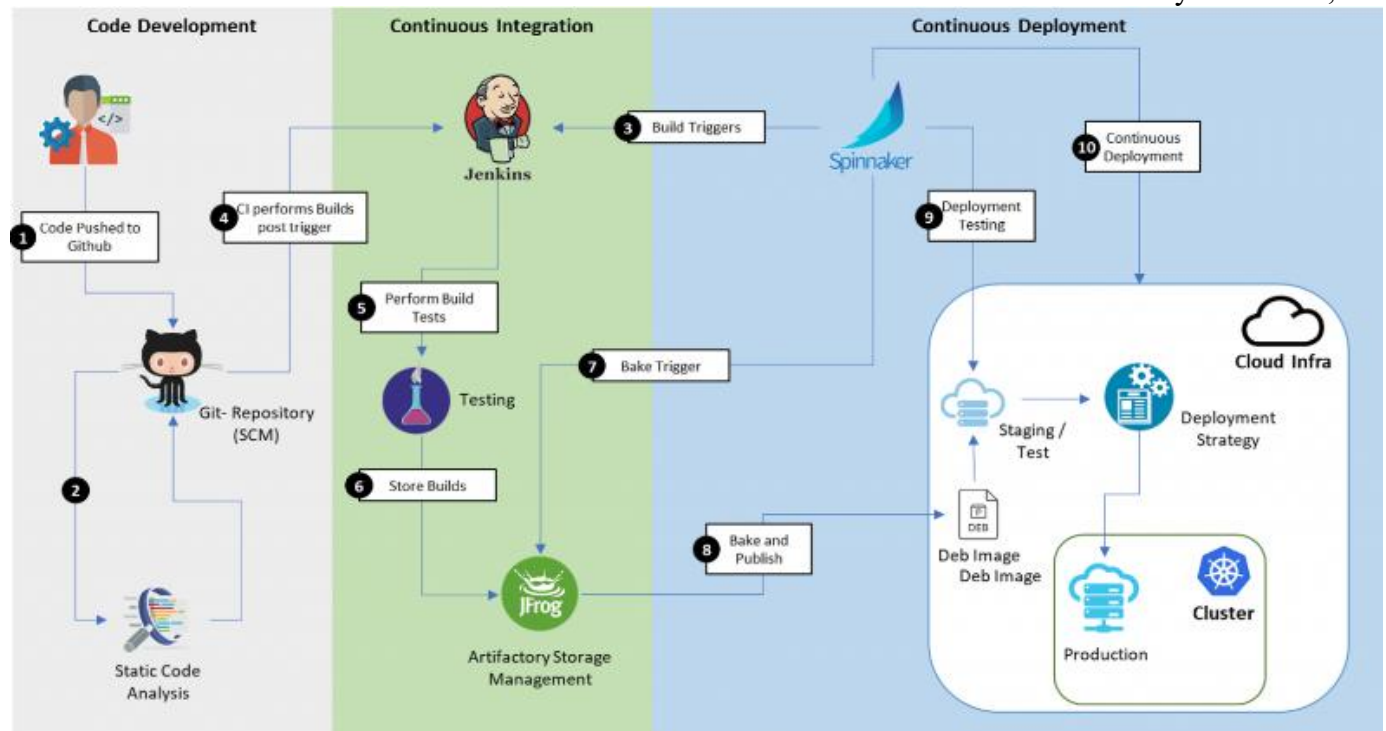 Code Development
Continuous Integration
Continuous Deployment
</>
Jenkins
3 Build Triggers
Spinnaker
10 Continuous
Deployment
1 Code Pushed to
Github
4 CI performs Builds
post trigger
9 Deployment
Testing
5 Perform Build
Tests
Cloud Infra
7 Bake Trigger
Testing
Git- Repository
(SCM)
Staging /
Test
Deployment
Strategy
2
6 Store Builds
8 Bake and
Publish
DEB
Deb Image
Deb Image
JFrog
Cluster
Artifactory Storage
Management
Production
Static Code
Analysis